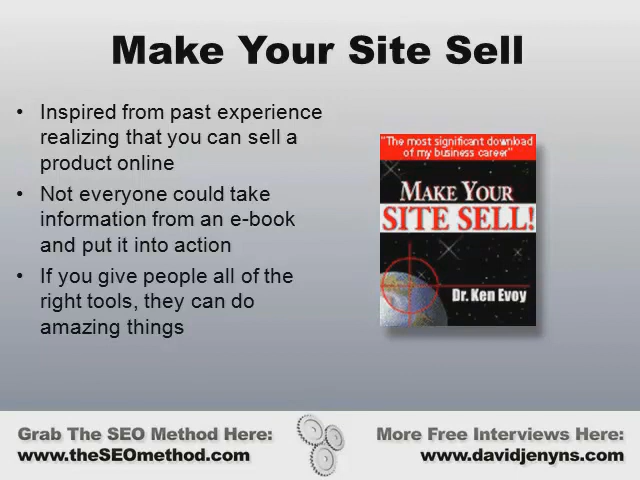 Make Your Site Sell
• Inspired from past experience
realizing that you can sell a
product online
• Not everyone could take
information from an e-book
and put it into action
• If you give people all of the
right tools, they can do
amazing things
"The most significant download
of my business career"
MAKE YOUR
SITE SELL!
Dr. Ken Evoy
Grab The SEO Method Here:
www.theSEOmethod.com
More Free Interviews Here:
www.davidjenyns.com